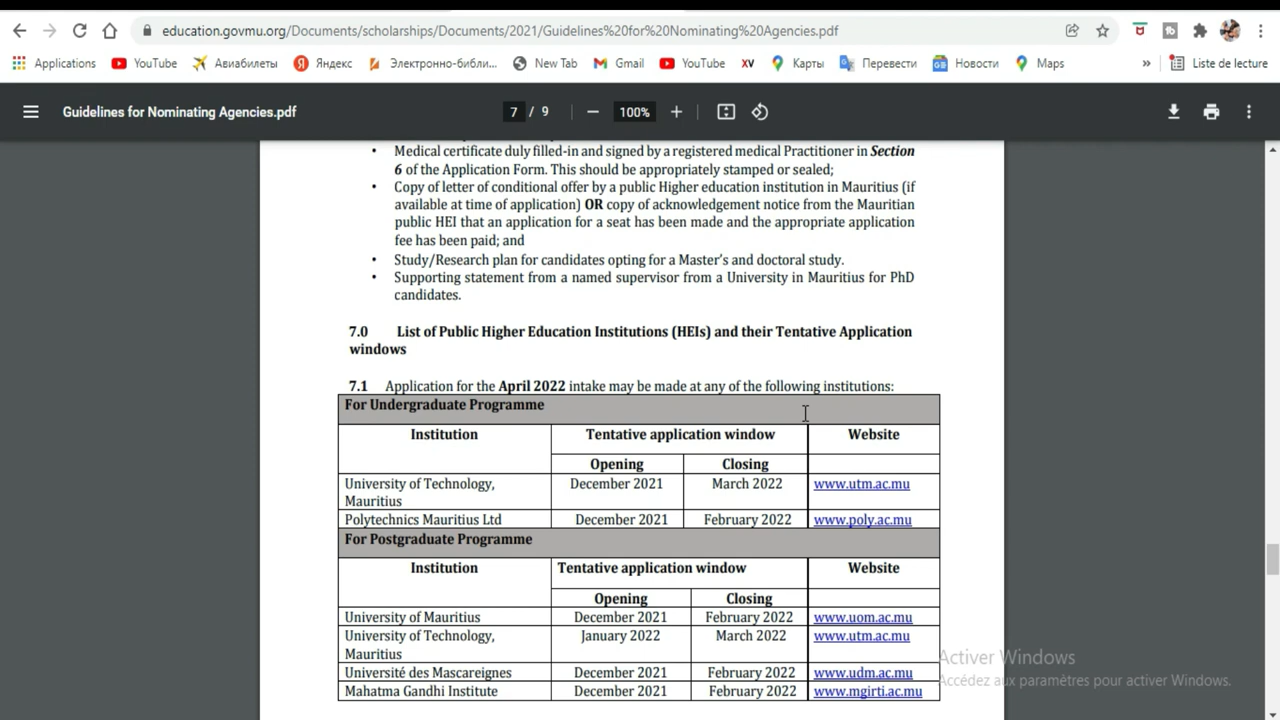 education.govmu.org/Documents/scholarships/Documents/2021/Guidelines%20for%20Nominating%20Agencies.pdf
Applications YouTube Авиабилеты Яндекс Электронно-библи... New Tab Gmail YouTube XV Карты Перевести Новости Maps » Liste de lecture
Guidelines for Nominating Agencies.pdf 7 / 9 100%
• Medical certificate duly filled-in and signed by a registered medical Practitioner in Section
6 of the Application Form. This should be appropriately stamped or sealed;
• Copy of letter of conditional offer by a public Higher education institution in Mauritius (if
available at time of application) OR copy of acknowledgement notice from the Mauritian
public HEI that an application for a seat has been made and the appropriate application
fee has been paid; and
• Study/Research plan for candidates opting for a Master's and doctoral study.
• Supporting statement from a named supervisor from a University in Mauritius for PhD
candidates.
7.0 List of Public Higher Education Institutions (HEIs) and their Tentative Application
windows
7.1 Application for the April 2022 intake may be made at any of the following institutions:
For Undergraduate Programme
Institution Tentative application window Website
Opening Closing
University of Technology, December 2021 March 2022 www.utm.ac.mu
Mauritius
Polytechnics Mauritius Ltd December 2021 February 2022 www.poly.ac.mu
For Postgraduate Programme
Institution Tentative application window Website
Opening Closing
University of Mauritius December 2021 February 2022 www.uom.ac.mu
University of Technology, January 2022 March 2022 www.utm.ac.mu
Mauritius
Université des Mascareignes December 2021 February 2022 www.udm.ac.mu
Mahatma Gandhi Institute December 2021 February 2022 www.mgirti.ac.mu
Activer Windows
Accédez aux paramètres pour activer Windows.